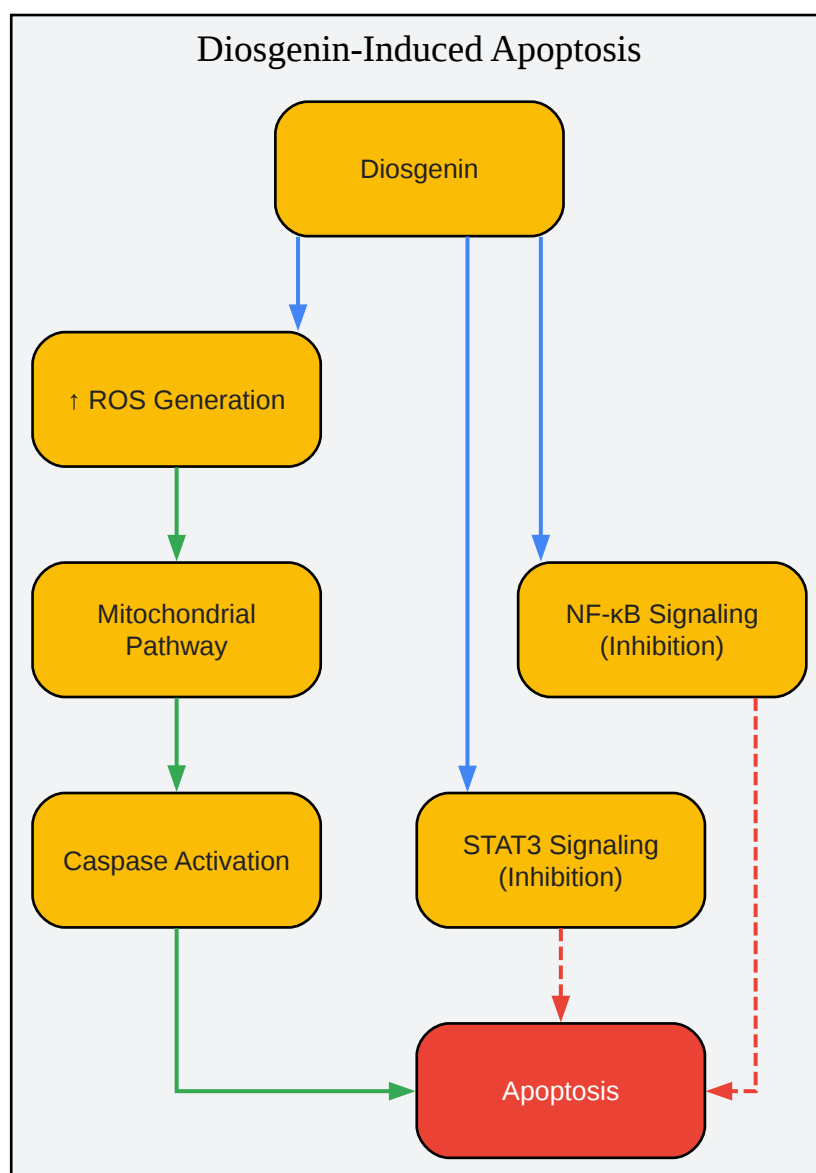 Diosgenin-Induced Apoptosis
Diosgenin
↑ ROS Generation
Mitochondrial
Pathway
NF-κB Signaling
(Inhibition)
Caspase Activation
STAT3 Signaling
(Inhibition)
Apoptosis